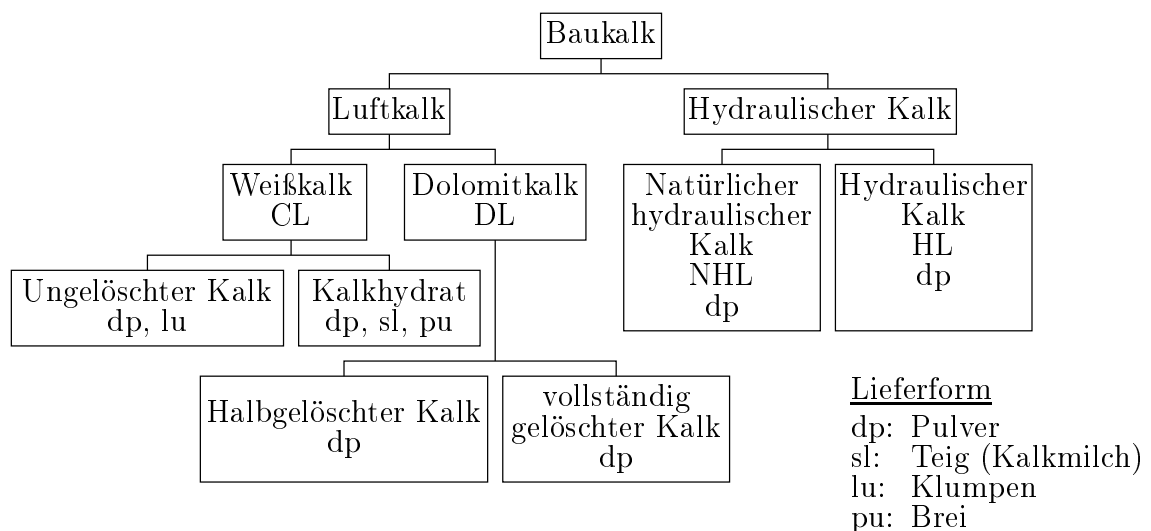 Baukalk
Luftkalk
Hydraulischer Kalk
Weißkalk
CL
Dolomitkalk
DL
Natürlicher
hydraulischer
Kalk
NHL
dp
Hydraulischer
Kalk
HL
dp
Ungelöschter Kalk
dp, lu
Kalkhydrat
dp, sl, pu
Halbgelöschter Kalk
dp
vollständig
gelöschter Kalk
dp
Lieferform
dp: Pulver
sl: Teig (Kalkmilch)
lu: Klumpen
pu: Brei